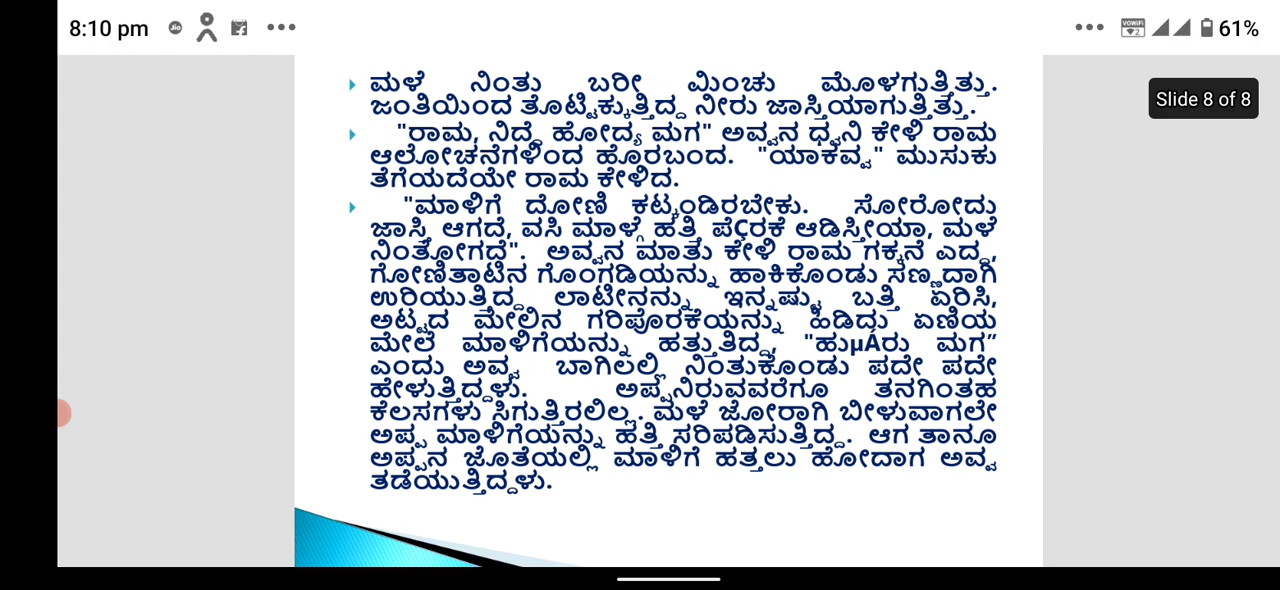 8:10 pm
61%
Slide 8 of 8
ಮಳೆ ನಿಂತು ಬರೀ ಮಿಂಚು ಮೊಳಗುತ್ತಿತ್ತು.
ಜಂತಿಯಿಂದ ತೊಟ್ಟಿಕ್ಕುತ್ತಿದ್ದ ನೀರು ಜಾಸ್ತಿಯಾಗುತ್ತಿತ್ತು.
"ರಾಮ, ನಿದ್ದೆ ಹೋದ್ಯ ಮಗ" ಅವ್ವನ ಧ್ವನಿ ಕೇಳಿ ರಾಮ
ಆಲೋಚನೆಗಳಿಂದ ಹೊರಬಂದ. "ಯಾಕವ್ವ" ಮುಸುಕು
ತೆಗೆಯದೆಯೇ ರಾಮ ಕೇಳಿದ.
"ಮಾಳಿಗೆ ದೋಣಿ ಕಟ್ಕಂಡಿರಬೇಕು. ಸೋರೋದು
ಜಾಸ್ತಿ ಆಗದೆ, ವಸಿ ಮಾಳ್ಗೆ ಹತ್ತಿ ಪೆÇರಕೆ ಆಡಿಸ್ತೀಯಾ, ಮಳೆ
ನಿಂತೋಗದೆ". ಅವ್ವನ ಮಾತು ಕೇಳಿ ರಾಮ ಗಕ್ಕನೆ ಎದ್ದ,
ಗೋಣಿತಾಟಿನ ಗೊಂಗಡಿಯನ್ನು ಹಾಕಿಕೊಂಡು ಸಣ್ಣದಾಗಿ
ಉರಿಯುತ್ತಿದ್ದ ಲಾಟೀನನ್ನು ಇನ್ನಷ್ಟು ಬತ್ತಿ ಏರಿಸಿ,
ಅಟ್ಟದ ಮೇಲಿನ ಗರಿಪೊರಕೆಯನ್ನು ಹಿಡಿದು ಏಣಿಯ
ಮೇಲೆ ಮಾಳಿಗೆಯನ್ನು ಹತ್ತುತಿದ್ದ, "ಹುµÁರು ಮಗ”
ಎಂದು ಅವ್ವ ಬಾಗಿಲಲ್ಲಿ ನಿಂತುಕೊಂಡು ಪದೇ ಪದೇ
ಹೇಳುತ್ತಿದ್ದಳು. ಅಪ್ಪನಿರುವವರೆಗೂ ತನಗಿಂತಹ
ಕೆಲಸಗಳು ಸಿಗುತ್ತಿರಲಿಲ್ಲ. ಮಳೆ ಜೋರಾಗಿ ಬೀಳುವಾಗಲೇ
ಅಪ್ಪ ಮಾಳಿಗೆಯನ್ನು ಹತ್ತಿ ಸರಿಪಡಿಸುತ್ತಿದ್ದ. ಆಗ ತಾನೂ
ಅಪ್ಪನ ಜೊತೆಯಲ್ಲಿ ಮಾಳಿಗೆ ಹತ್ತಲು ಹೋದಾಗ ಅವ್ವ
ತಡೆಯುತ್ತಿದ್ದಳು.